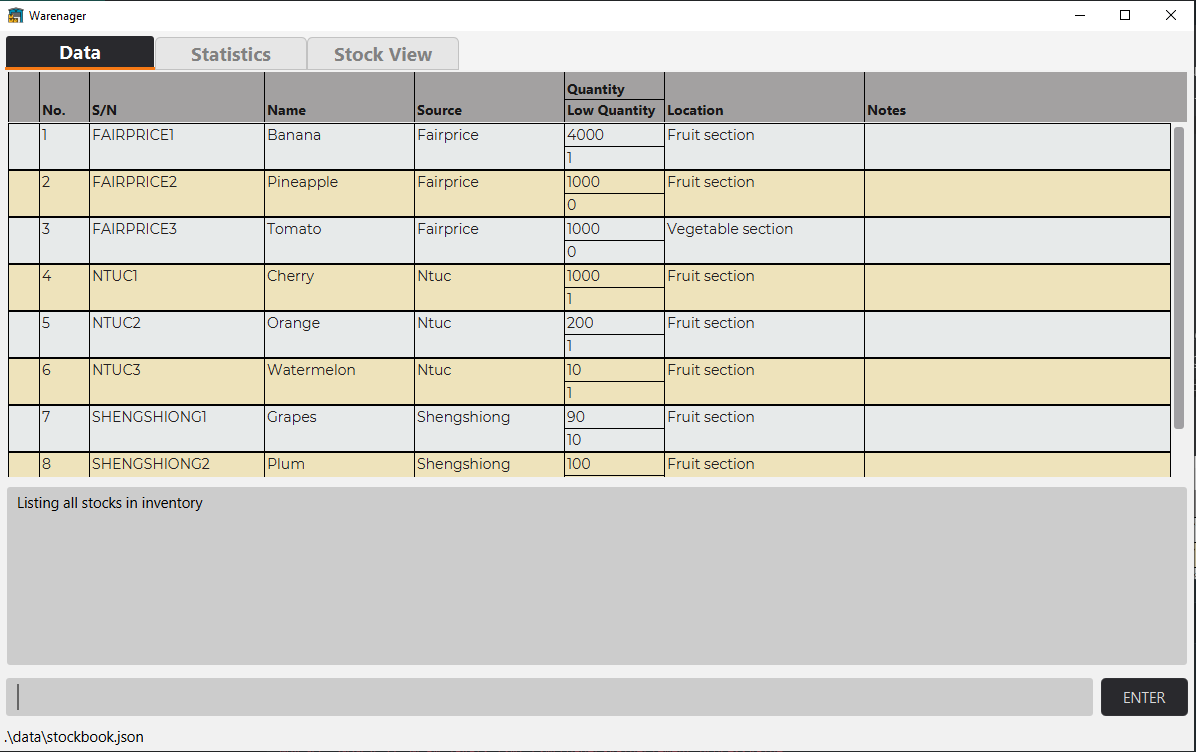 Warenager
Data Statistics Stock View
Quantity
No. S/N Name Source Low Quantity Location Notes
1 FAIRPRICE1 Banana Fairprice 4000 Fruit section
1
2 FAIRPRICE2 Pineapple Fairprice 1000 Fruit section
0
3 FAIRPRICE3 Tomato Fairprice 1000 Vegetable section
0
4 NTUC1 Cherry Ntuc 1000 Fruit section
1
5 NTUC2 Orange Ntuc 200 Fruit section
1
6 NTUC3 Watermelon Ntuc 10 Fruit section
1
7 SHENGSHIONG1 Grapes Shengshiong 90 Fruit section
10
8 SHENGSHIONG2 Plum Shengshiong 100 Fruit section
Listing all stocks in inventory
ENTER
.\data\stockbook.json